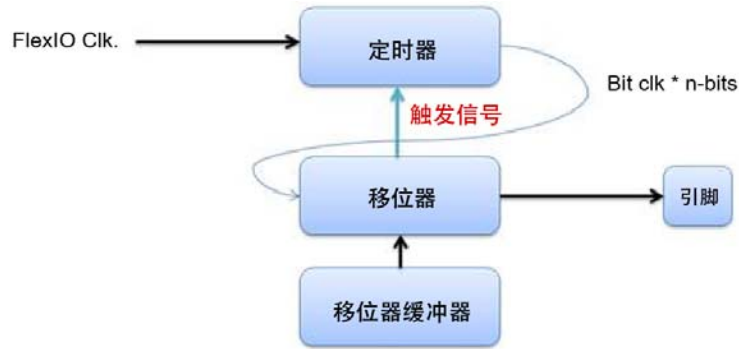 FlexIO Clk.
定时器
Bit clk * n-bits
触发信号
移位器
引脚
移位器缓冲器